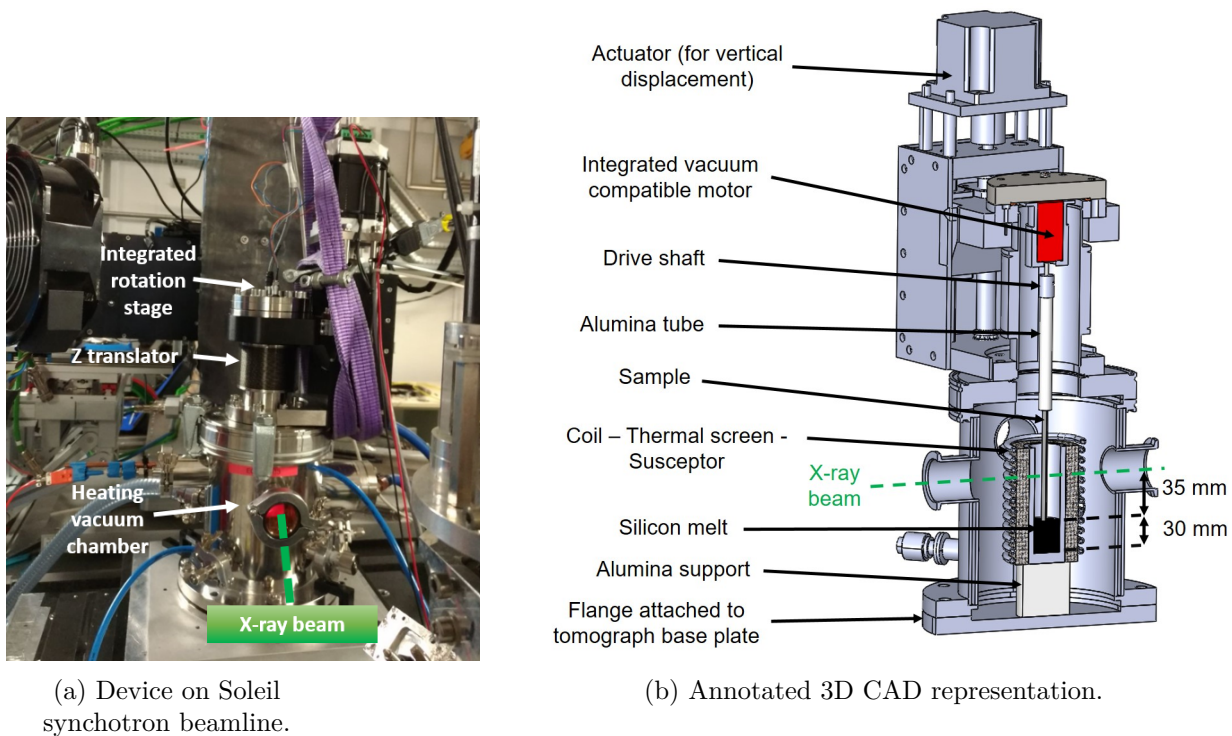 Integrated
rotation
stage
Z translator
Heating
vacuum
chamber
X-ray beam
(a) Device on Soleil
synchotron beamline.
Actuator (for vertical
displacement)
Integrated vacuum
compatible motor
Drive shaft
Alumina tube
Sample
Coil – Thermal screen -
Susceptor
X-ray
beam
35 mm
Silicon melt
30 mm
Alumina support
Flange attached to
tomograph base plate
(b) Annotated 3D CAD representation.